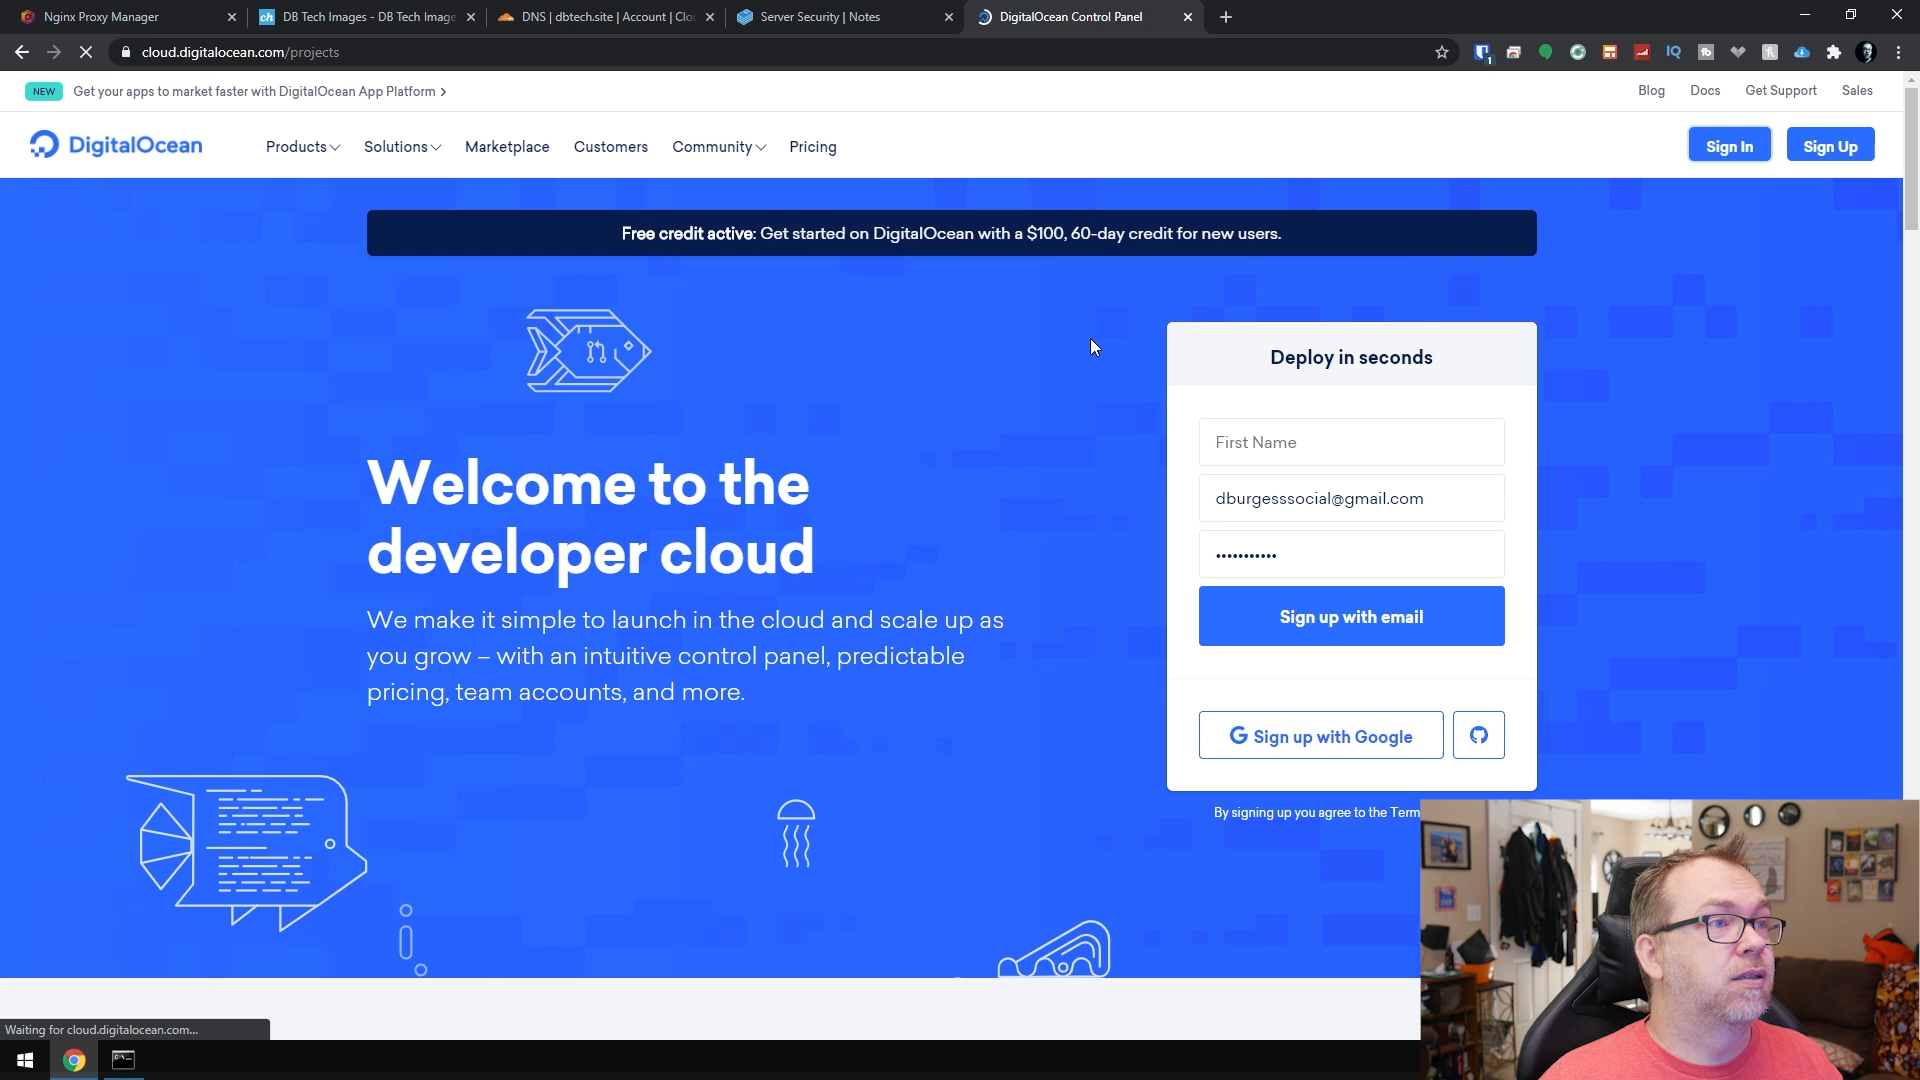 Nginx Proxy Manager
DB Tech Images - DB Tech Image
DNS | dbtech.site | Account | Clou
Server Security | Notes
DigitalOcean Control Panel
cloud.digitalocean.com/projects
NEW
Get your apps to market faster with DigitalOcean App Platform
Blog
Docs
Get Support
Sales
DigitalOcean
Products
Solutions
Marketplace
Customers
Community
Pricing
Sign In
Sign Up
Free credit active: Get started on DigitalOcean with a $100, 60-day credit for new users.
Deploy in seconds
First Name
dburgesssocial@gmail.com
Welcome to the
developer cloud
We make it simple to launch in the cloud and scale up as
you grow – with an intuitive control panel, predictable
pricing, team accounts, and more.
Sign up with email
Sign up with Google
By signing up you agree to the Term
Waiting for cloud.digitalocean.com...